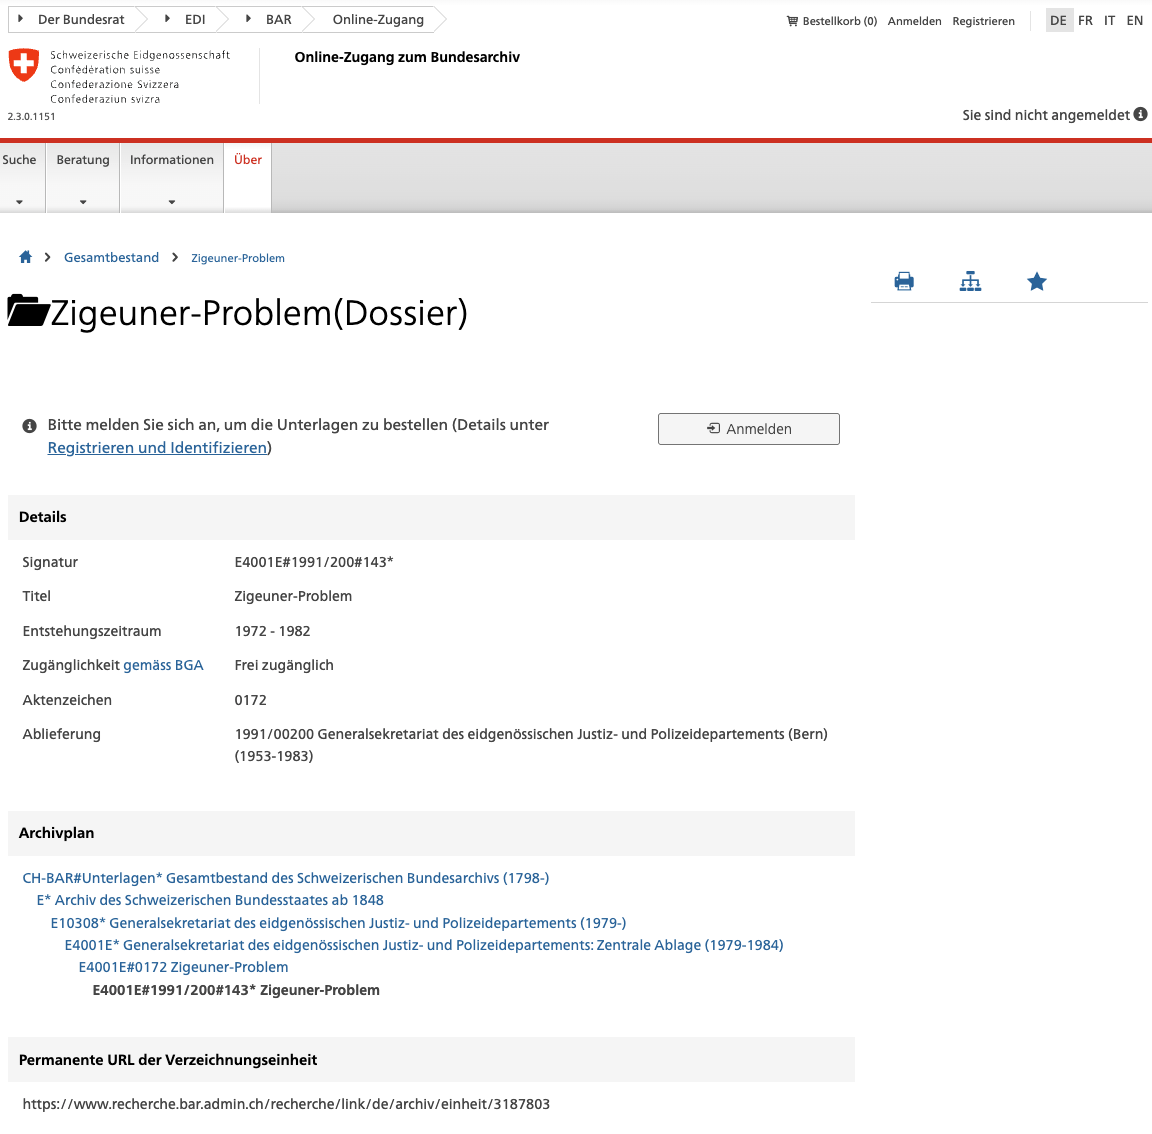 Der Bundesrat EDI BAR Online-Zugang Bestellkorb (0) Anmelden Registrieren DE FR IT EN
Schweizerische Eidgenossenschaft
Confédération suisse
Confederazione Svizzera
Confederaziun svizra
Online-Zugang zum Bundesarchiv
2.3.0.1151
Sie sind nicht angemeldet
Suche Beratung Informationen Über
Gesamtbestand Zigeuner-Problem
Zigeuner-Problem(Dossier)
Bitte melden Sie sich an, um die Unterlagen zu bestellen (Details unter
Registrieren und Identifizieren)
Anmelden
Details
Signatur E4001E#1991/200#143*
Titel Zigeuner-Problem
Entstehungszeitraum 1972 - 1982
Zugänglichkeit gemäss BGA Frei zugänglich
Aktenzeichen 0172
Ablieferung 1991/00200 Generalsekretariat des eidgenössischen Justiz- und Polizeidepartements (Bern)
(1953-1983)
Archivplan
CH-BAR#Unterlagen* Gesamtbestand des Schweizerischen Bundesarchivs (1798-)
E* Archiv des Schweizerischen Bundesstaates ab 1848
E10308* Generalsekretariat des eidgenössischen Justiz- und Polizeidepartements (1979-)
E4001E* Generalsekretariat des eidgenössischen Justiz- und Polizeidepartements: Zentrale Ablage (1979-1984)
E4001E#0172 Zigeuner-Problem
E4001E#1991/200#143* Zigeuner-Problem
Permanente URL der Verzeichnungseinheit
https://www.recherche.bar.admin.ch/recherche/link/de/archiv/einheit/3187803